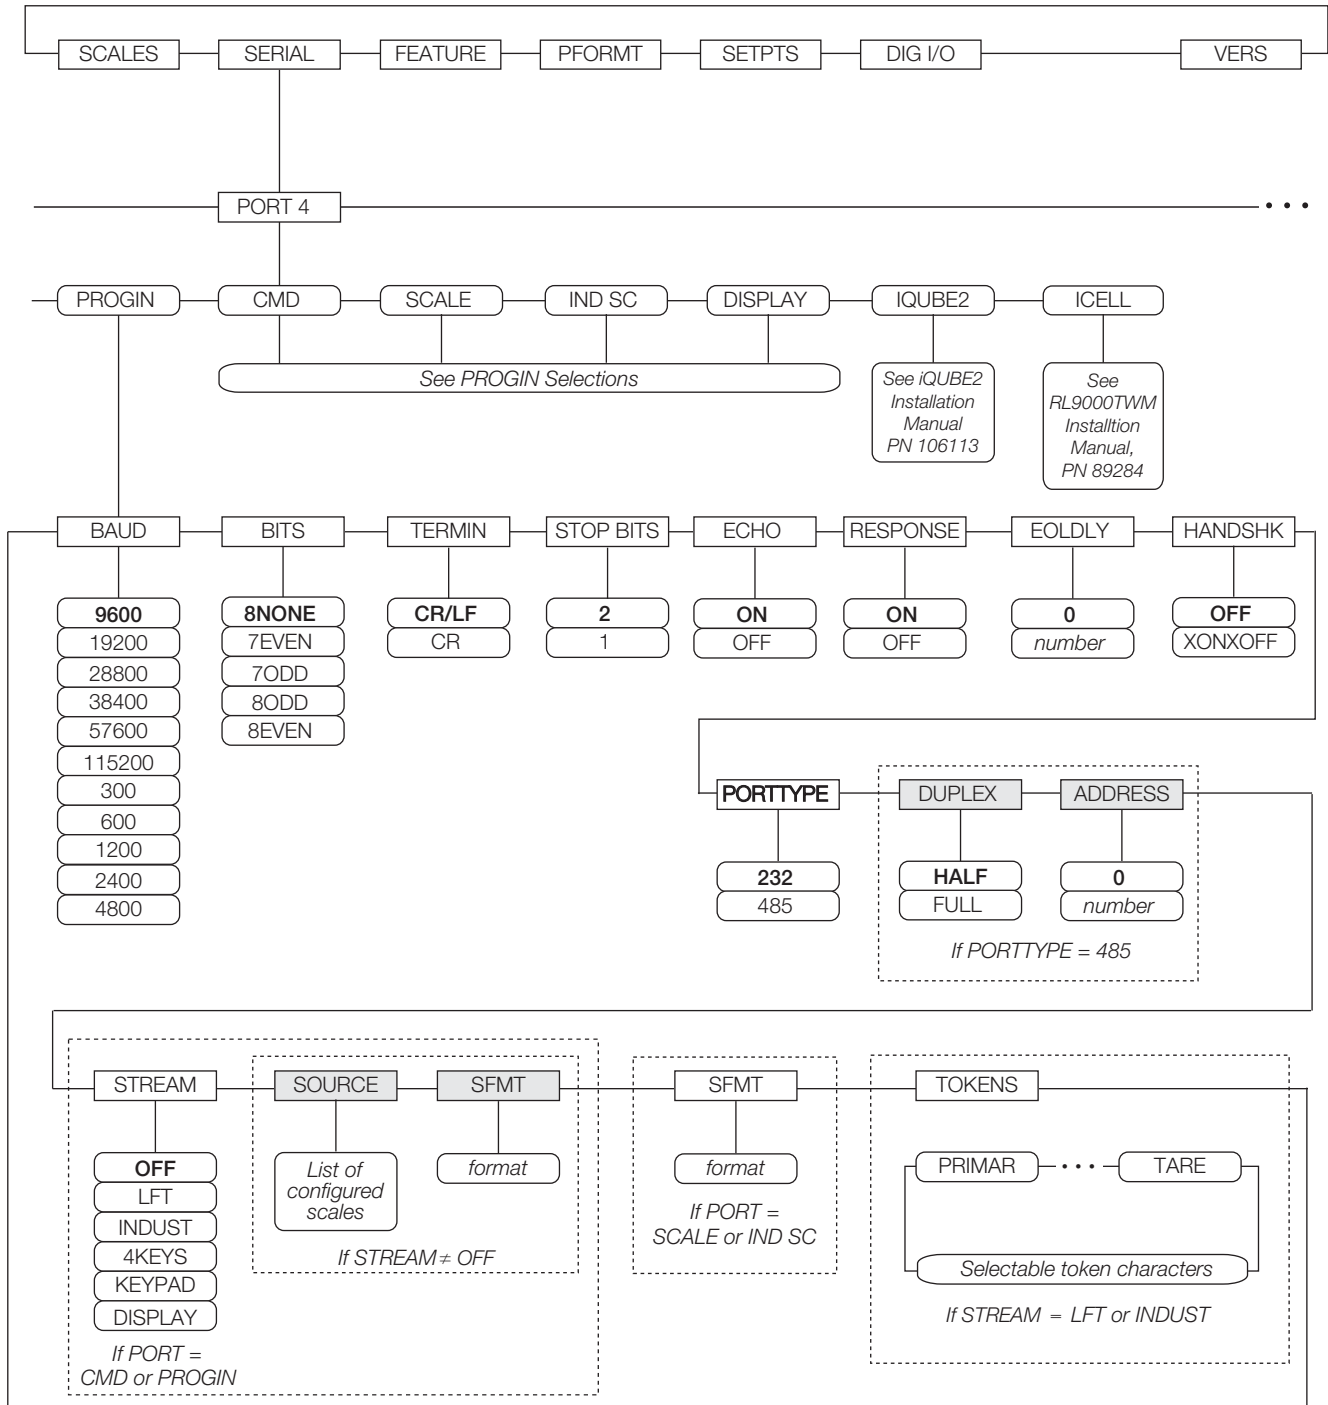 SCALES SERIAL FEATURE PFORMT SETPTS DIG I/O VERS
PORT 4 • • •
PROGIN CMD SCALE IND SC DISPLAY IQUBE2 ICELL
See PROGIN Selections
See iQUBE2
Installation
Manual
PN 106113
See
RL9000TWM
Installtion
Manual,
PN 89284
BAUD BITS TERMIN STOP BITS ECHO RESPONSE EOLDLY HANDSHK
9600 8NONE CR/LF 2 ON ON 0 OFF
19200 7EVEN CR 1 OFF OFF number XONXOFF
28800 7ODD
38400 8ODD
57600 8EVEN
115200
300
600
1200
2400
4800
PORTTYPE DUPLEX ADDRESS
232 HALF 0
485 FULL number
If PORTTYPE = 485
STREAM SOURCE SFMT SFMT TOKENS
OFF
LFT
INDUST
4KEYS
KEYPAD
DISPLAY
If PORT =
CMD or PROGIN
List of
configured
scales
format
If STREAM ≠ OFF
format
If PORT =
SCALE or IND SC
PRIMAR • • • TARE
Selectable token characters
If STREAM = LFT or INDUST